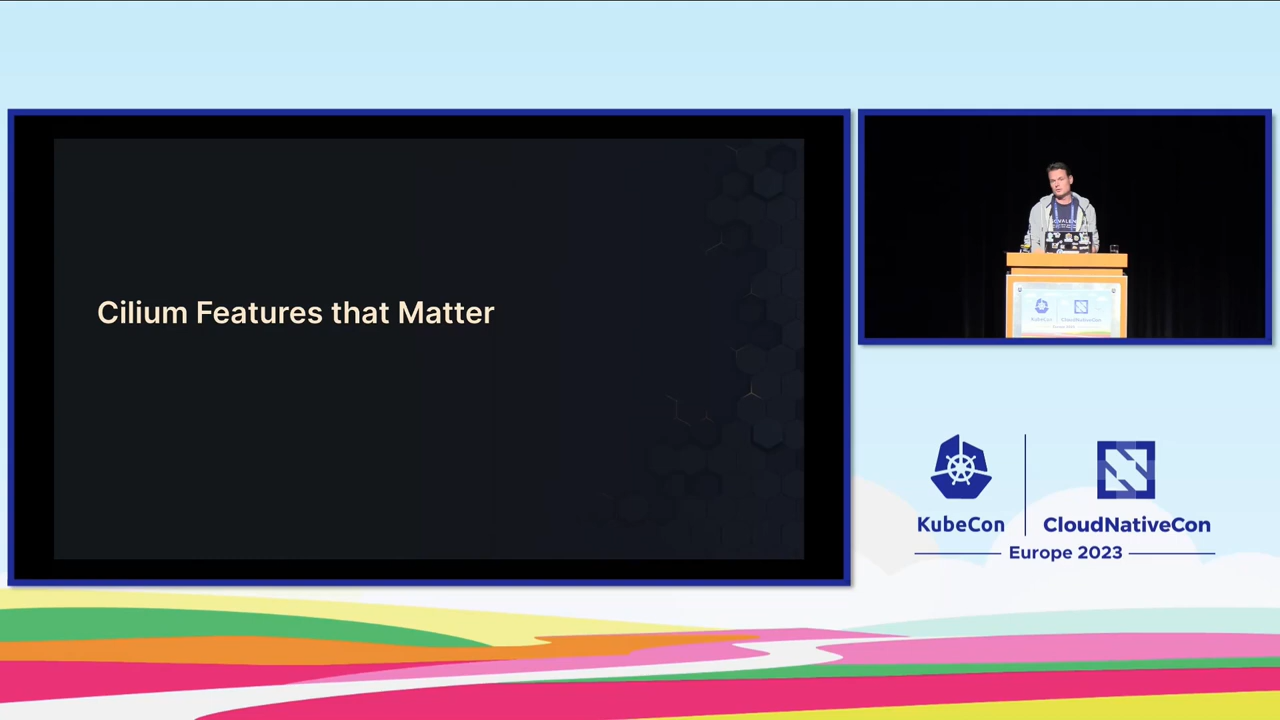 Cilium Features that Matter
KubeCon
CloudNativeCon
Europe 2023